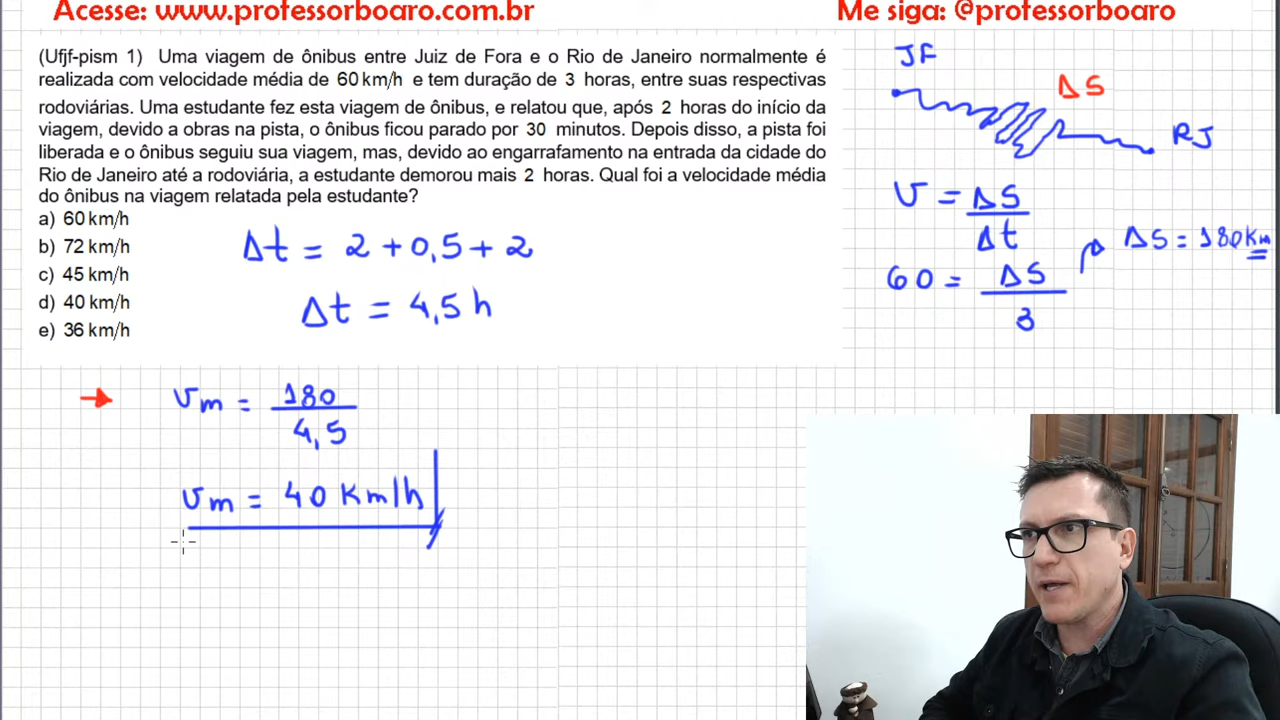 Acesse: www.professorboaro.com.br
Me siga: @professorboaro
(Ufjf-pism 1) Uma viagem de ônibus entre Juiz de Fora e o Rio de Janeiro normalmente é
realizada com velocidade média de 60 km/h e tem duração de 3 horas, entre suas respectivas
rodoviárias. Uma estudante fez esta viagem de ônibus, e relatou que, após 2 horas do início da
viagem, devido a obras na pista, o ônibus ficou parado por 30 minutos. Depois disso, a pista foi
liberada e o ônibus seguiu sua viagem, mas, devido ao engarrafamento na entrada da cidade do
Rio de Janeiro até a rodoviária, a estudante demorou mais 2 horas. Qual foi a velocidade média
do ônibus na viagem relatada pela estudante?
a) 60 km/h
b) 72 km/h
c) 45 km/h
d) 40 km/h
e) 36 km/h
Δt = 2 + 0,5 + 2
Δt = 4,5 h
JF
ΔS
RJ
v = ΔS
Δt
60 = ΔS
3
ΔS = 180 Km
vm = 180
4,5
vm = 40 Km/h